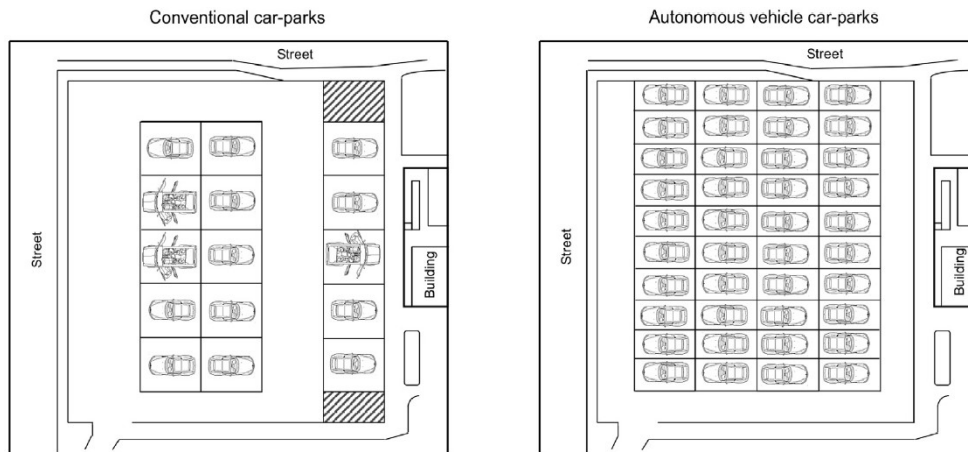 Conventional car-parks
Street
Street
Building
Autonomous vehicle car-parks
Street
Street
Building